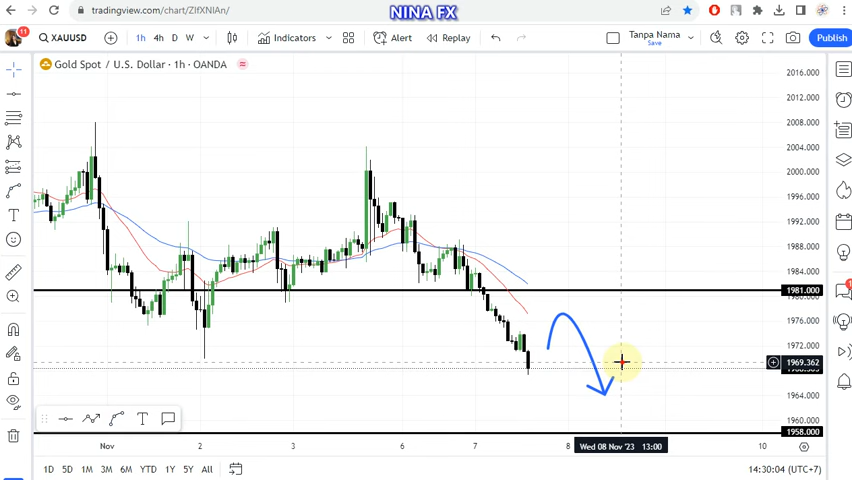 NINA FX
tradingview.com/chart/ZIfXNIAn/
11
XAUUSD
1h 4h D W
Indicators
Alert
Replay
Tanpa Nama
Save
Publish
Gold Spot / U.S. Dollar · 1h · OANDA
2016.000
2012.000
2008.000
2004.000
2000.000
1996.000
1992.000
1988.000
1984.000
1981.000
1976.000
1972.000
1969.362
1964.000
1960.000
1958.000
Nov 2 3 6 7 8 Wed 08 Nov '23 13:00 10
1D 5D 1M 3M 6M YTD 1Y 5Y All
14:30:04 (UTC+7)